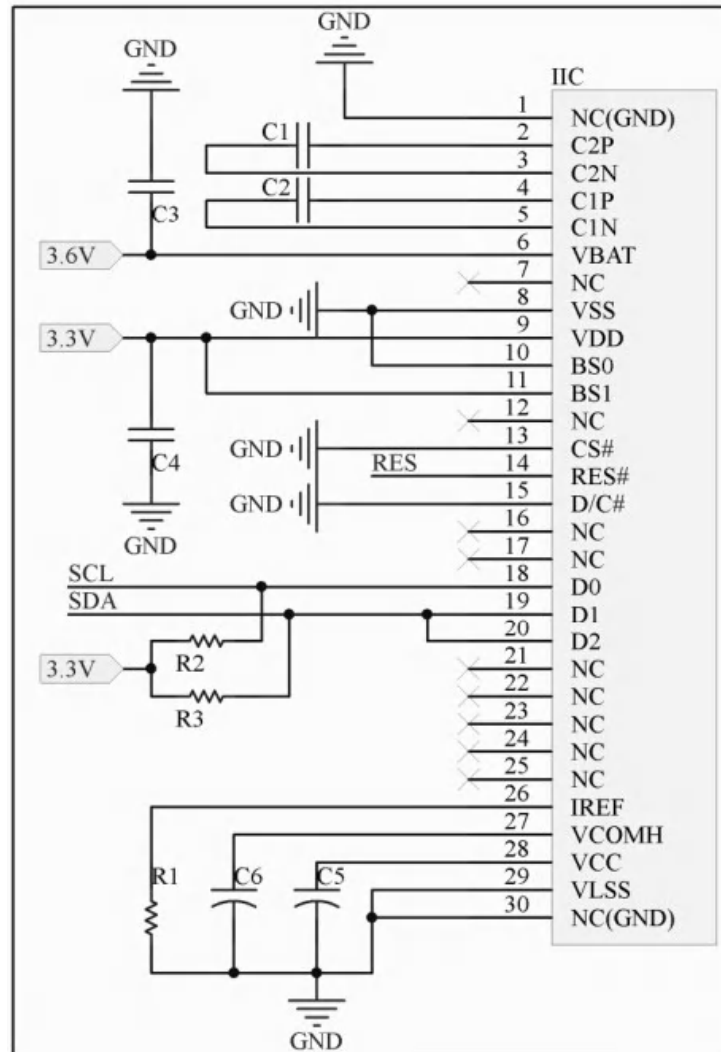 GND
GND
IIC
1 NC(GND)
C1 2 C2P
3 C2N
C2 4 C1P
5 C1N
C3
3.6V 6 VBAT
7 NC
GND 8 VSS
3.3V 9 VDD
10 BS0
11 BS1
12 NC
GND 13 CS#
C4
RES 14 RES#
GND 15 D/C#
GND
16 NC
17 NC
SCL 18 D0
SDA 19 D1
20 D2
3.3V
R2
21 NC
R3
22 NC
23 NC
24 NC
25 NC
26 IREF
27 VCOMH
28 VCC
R1 C6 C5
29 VLSS
30 NC(GND)
GND